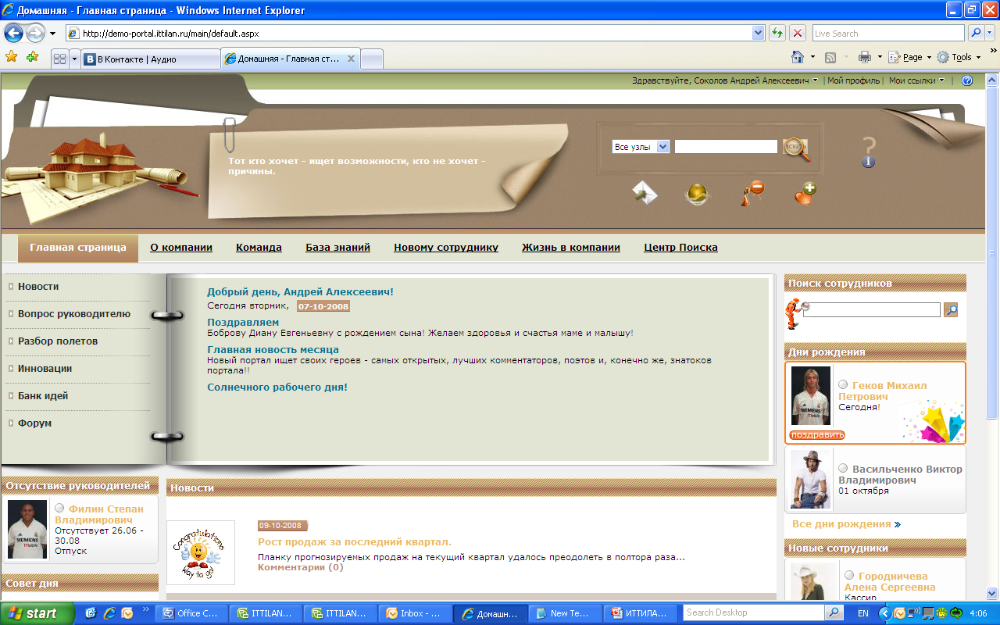 Домашняя - Главная страница - Windows Internet Explorer
http://demo-portal.ittilan.ru/main/default.aspx
Live Search
В Контакте | Аудио
Домашняя - Главная ст...
Page
Tools
Здравствуйте, Соколов Андрей Алексеевич
| Мой профиль |
Мои ссылки
|
Тот кто хочет - ищет возможности, кто не хочет -
причины.
Все узлы
искать
Главная страница
О компании
Команда
База знаний
Новому сотруднику
Жизнь в компании
Центр Поиска
Новости
Вопрос руководителю
Разбор полетов
Инновации
Банк идей
Форум
Добрый день, Андрей Алексеевич!
Сегодня вторник, 07-10-2008
Поздравляем
Боброву Диану Евгеньевну с рождением сына! Желаем здоровья и счастья маме и малышу!
Главная новость месяца
Новый портал ищет своих героев - самых открытых, лучших комментаторов, поэтов и, конечно же, знатоков
портала!!
Солнечного рабочего дня!
Поиск сотрудников
Дни рождения
Геков Михаил
Петрович
Сегодня!
SIEMENS
mobile
поздравить
Васильченко Виктор
Владимирович
01 октября
Все дни рождения
Новые сотрудники
Городничева
Алена Сергеевна
Кассир
Отсутствие руководителей
Филин Степан
Владимирович
Отсутствует 26.06 -
30.08
Отпуск
SIEMENS
mobile
Совет дня
Новости
Congratulations
Way to go!
09-10-2008
Рост продаж за последний квартал.
Планку прогнозируемых продаж на текущий квартал удалось преодолеть в полтора раза...
Комментарии (0)
start
Office C...
ITTILAN...
ITTILAN...
Inbox - ...
Домашн...
New Te...
ИТТИЛА...
Search Desktop
EN
4:06